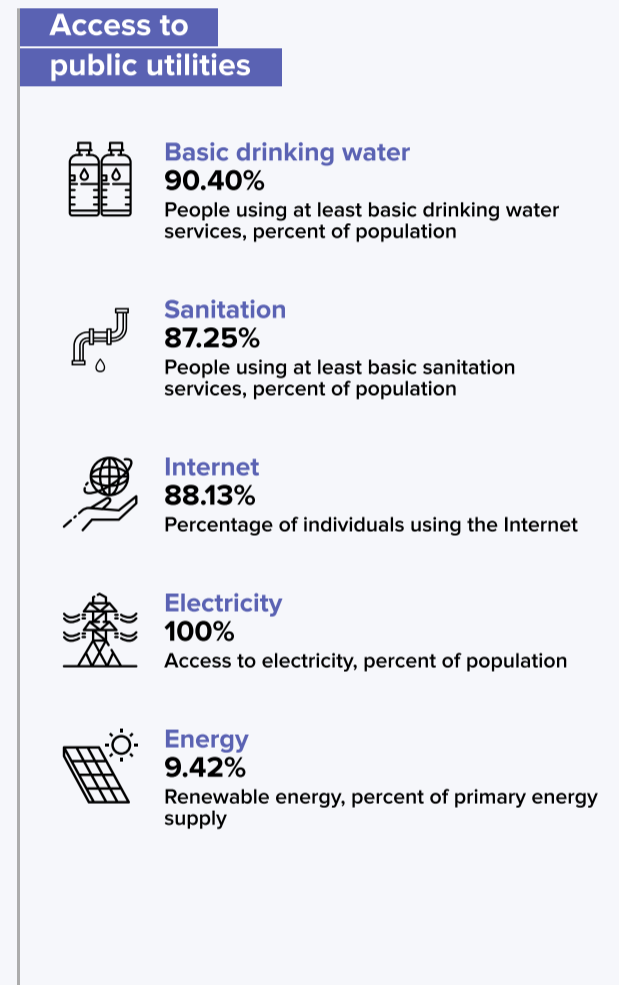 Access to
public utilities
Basic drinking water
90.40%
People using at least basic drinking water
services, percent of population
Sanitation
87.25%
People using at least basic sanitation
services, percent of population
Internet
88.13%
Percentage of individuals using the Internet
Electricity
100%
Access to electricity, percent of population
Energy
9.42%
Renewable energy, percent of primary energy
supply